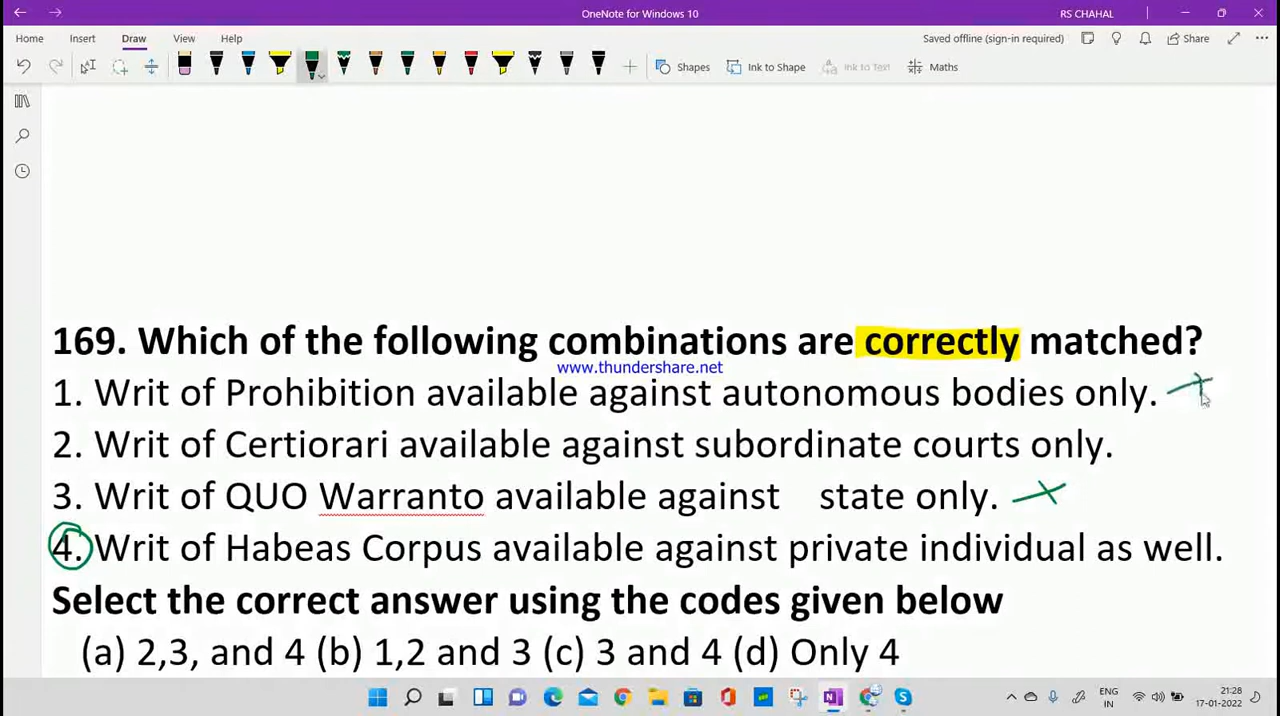 OneNote for Windows 10
RS CHAHAL
Home Insert Draw View Help
Saved offline (sign-in required)
Share
Shapes
Ink to Shape
Ink to Text
Maths
169. Which of the following combinations are correctly matched?
www.thundershare.net
1. Writ of Prohibition available against autonomous bodies only.
2. Writ of Certiorari available against subordinate courts only.
3. Writ of QUO Warranto available against state only.
4. Writ of Habeas Corpus available against private individual as well.
Select the correct answer using the codes given below
(a) 2,3, and 4 (b) 1,2 and 3 (c) 3 and 4 (d) Only 4
ENG
IN
21:28
17-01-2022